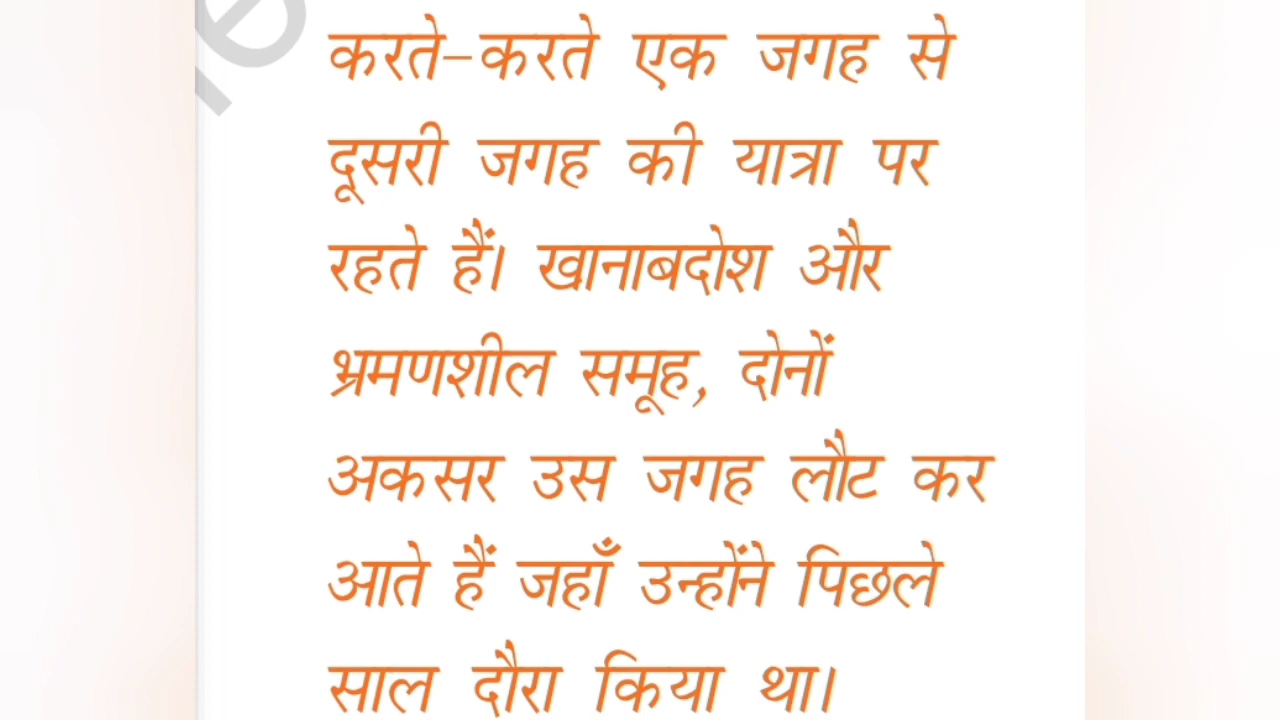 करते-करते एक जगह से
दूसरी जगह की यात्रा पर
रहते हैं। खानाबदोश और
भ्रमणशील समूह, दोनों
अकसर उस जगह लौट कर
आते हैं जहाँ उन्होंने पिछले
साल दौरा किया था।